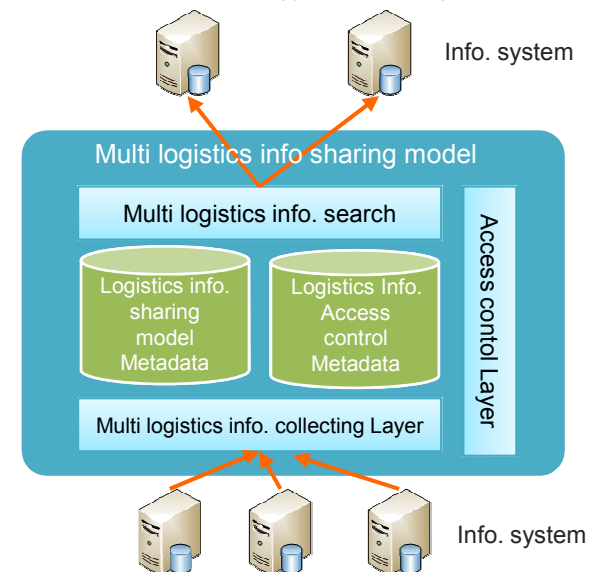 Info. system
Multi logistics info sharing model
Multi logistics info. search
Logistics info.
sharing
model
Metadata
Logistics Info.
Access
control
Metadata
Access contol Layer
Multi logistics info. collecting Layer
Info. system